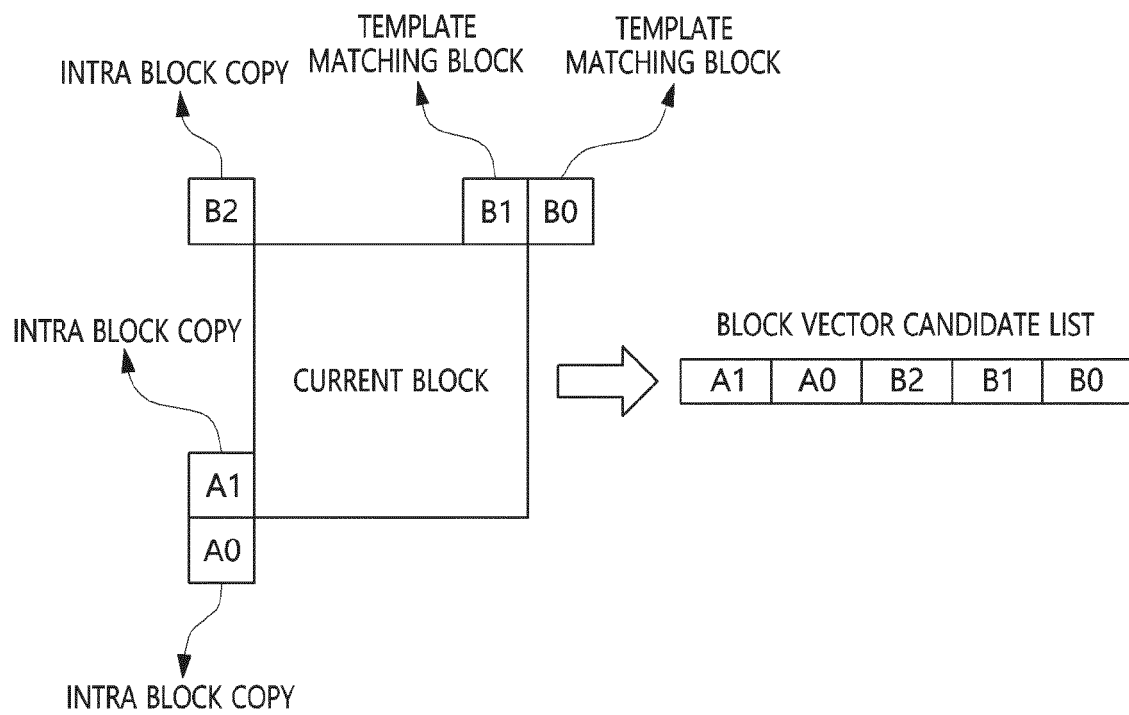 TEMPLATE
MATCHING BLOCK
TEMPLATE
MATCHING BLOCK
INTRA BLOCK COPY
B2
B1
B0
INTRA BLOCK COPY
CURRENT BLOCK
BLOCK VECTOR CANDIDATE LIST
A1 A0 B2 B1 B0
A1
A0
INTRA BLOCK COPY